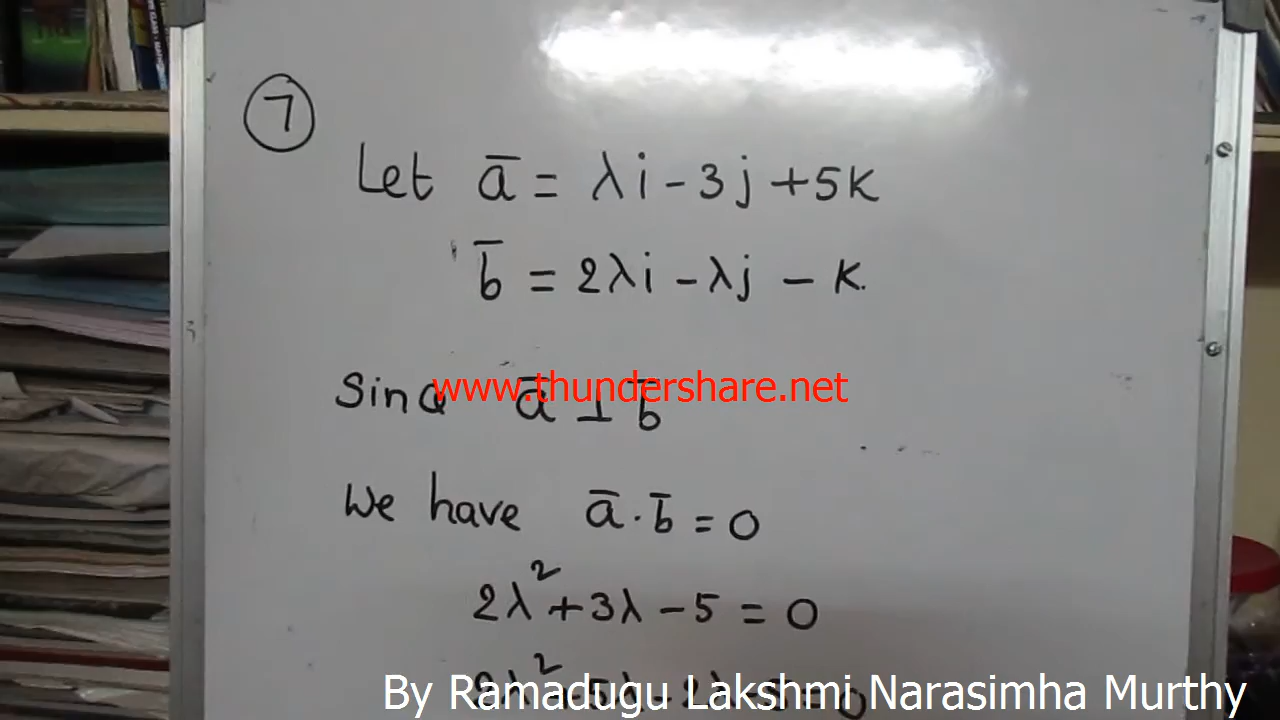 7
Let a̅ = λi - 3j + 5k
b̅ = 2λi - λj - k.
Since a̅ ⊥ b̅
www.thundershare.net
We have a̅ . b̅ = 0
2λ² + 3λ - 5 = 0
By Ramadugu Lakshmi Narasimha Murthy